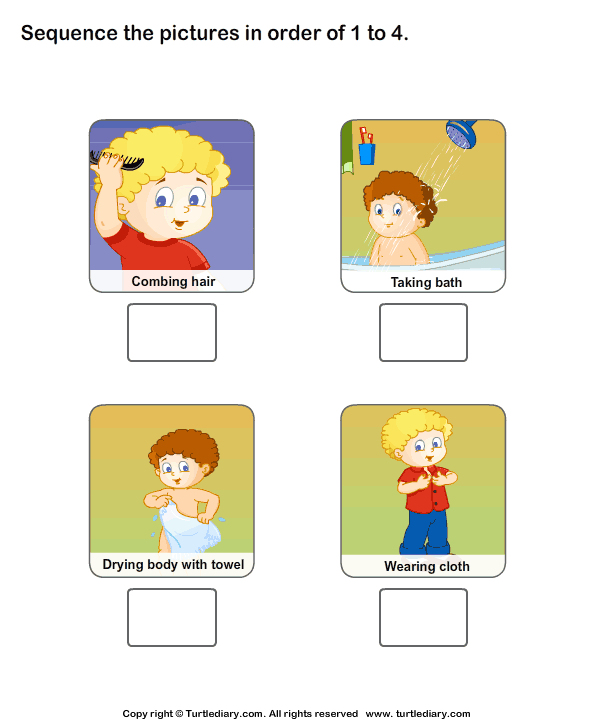 Sequence the pictures in order of 1 to 4.
Combing hair
Taking bath
Drying body with towel
Wearing cloth
Copy right © Turtlediary.com. All rights reserved www. turtlediary.com